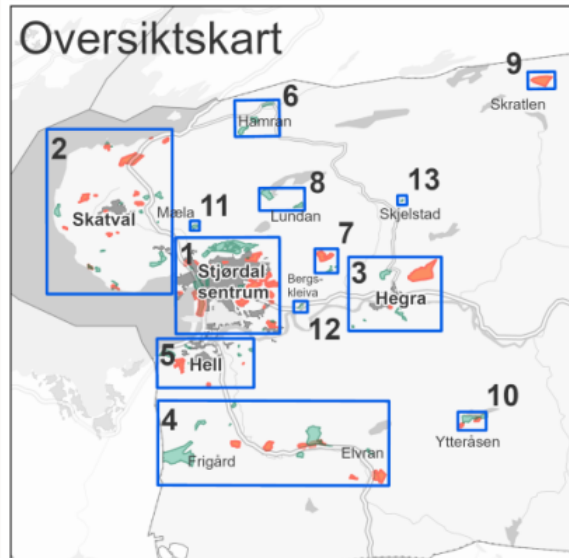 Oversiktskart
9
Skratlen
6
Hamran
2
8
Lundan
13
Skjelstad
Skatval
Mæla
11
1
Stjørdal
sentrum
7
Bergs-
kleiva
3
Hegra
12
5
Hell
4
Frigård
Elvran
10
Ytteråsen